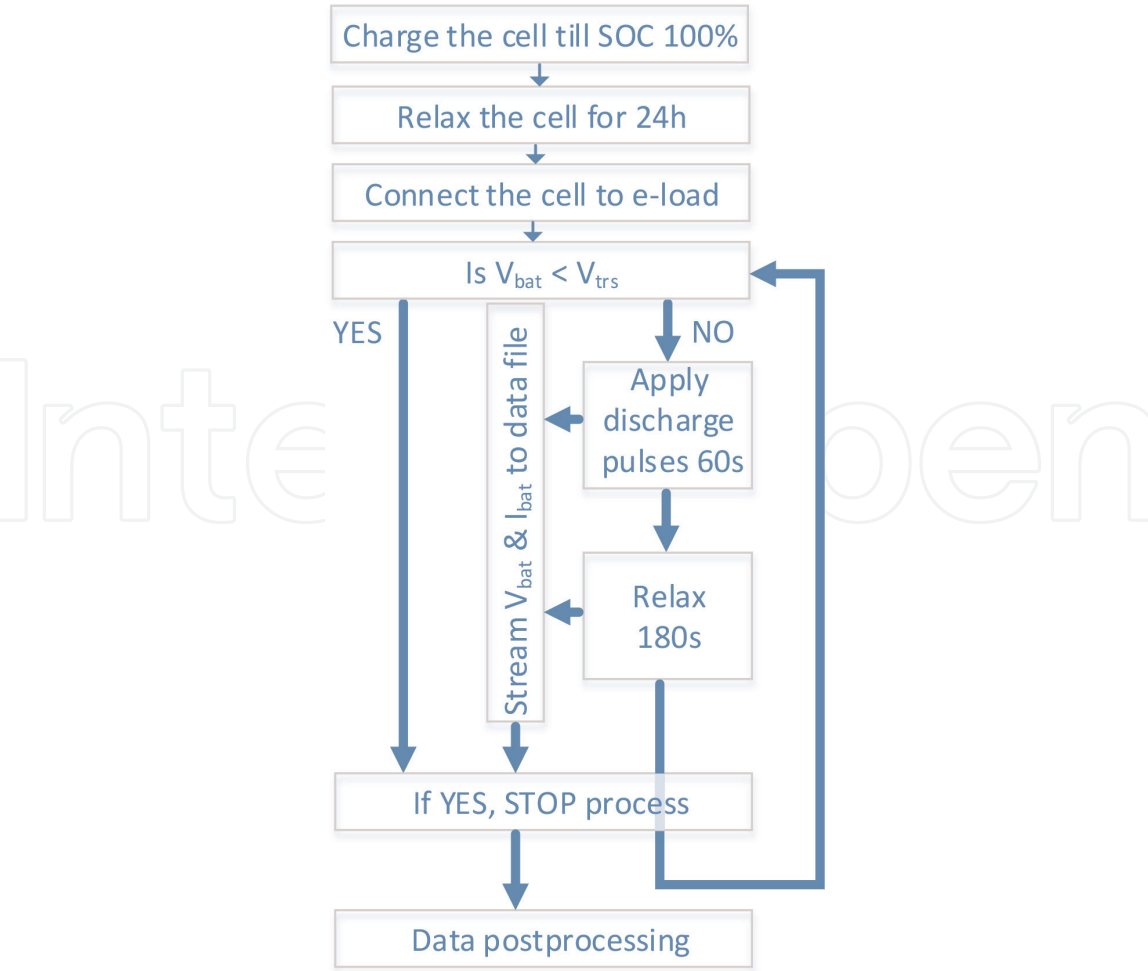 Charge the cell till SOC 100%
Relax the cell for 24h
Connect the cell to e-load
Is Vbat < Vtrs
YES
NO
Apply
discharge
pulses 60s
Stream Vbat & Ibat to data file
Relax
180s
If YES, STOP process
Data postprocessing